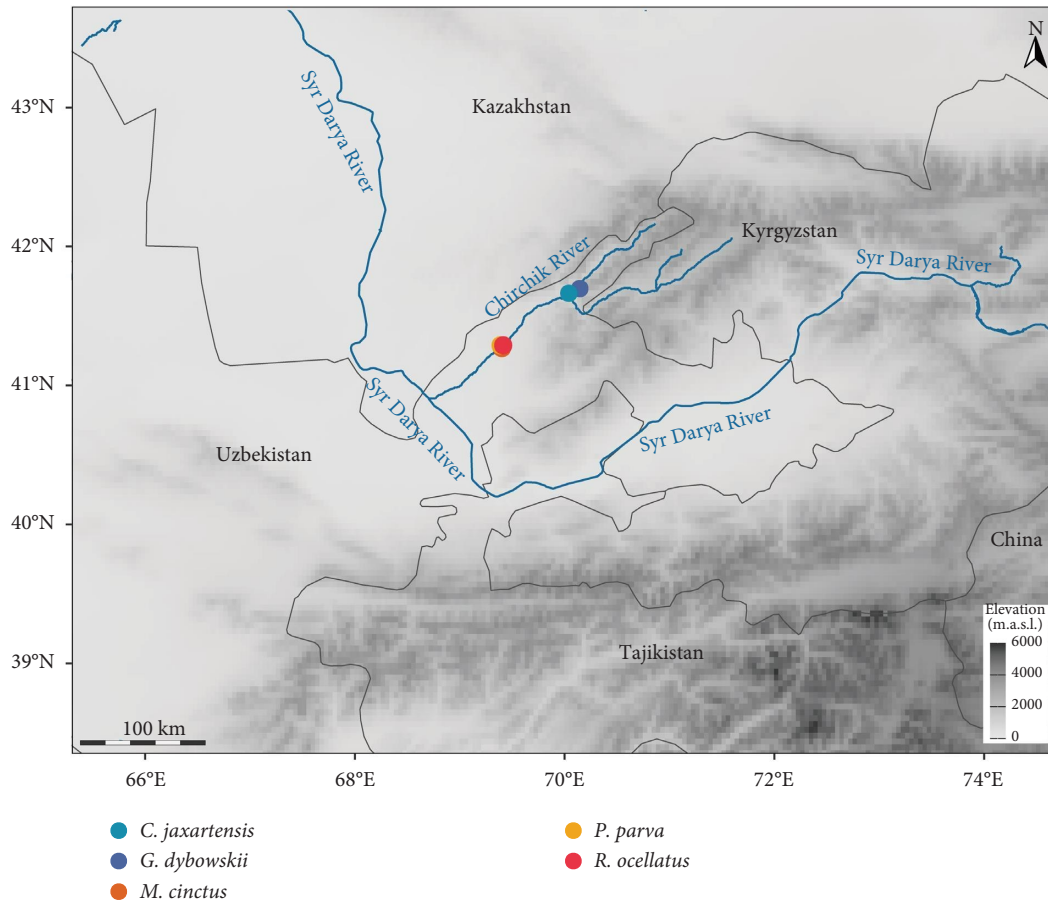 N
43°N
Kazakhstan
Syr Darya River
42°N
Kyrgyzstan
Chirchik River
Syr Darya River
41°N
Syr Darya River
Syr Darya River
Uzbekistan
40°N
China
Elevation
(m.a.s.l.)
6000
4000
2000
0
39°N
Tajikistan
100 km
66°E 68°E 70°E 72°E 74°E
C. jaxartensis
G. dybowskii
M. cinctus
P. parva
R. ocellatus